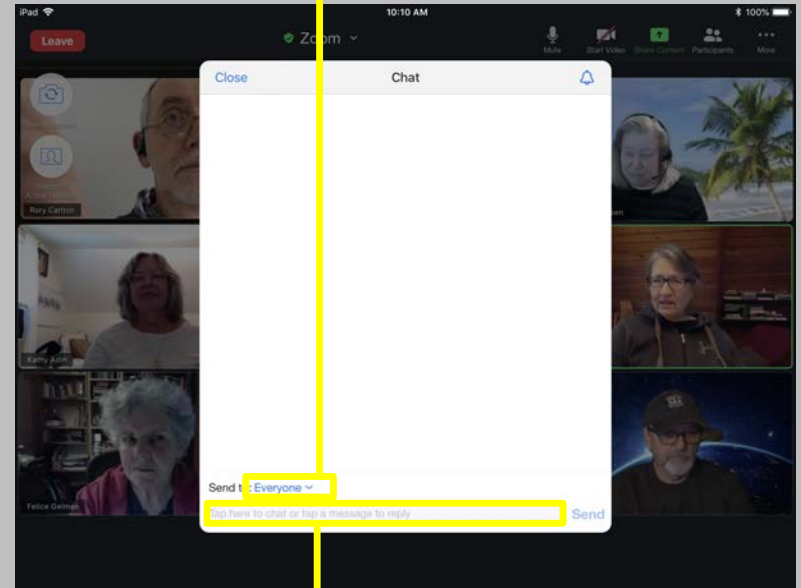 iPad 10:10 AM 100%
Leave Zoom Mute Start Video Share Content Participants More
Close Chat
Rory Carlton
Kathy Adin
Felice Gelman
Send to: Everyone
Tap here to chat or tap a message to reply Send